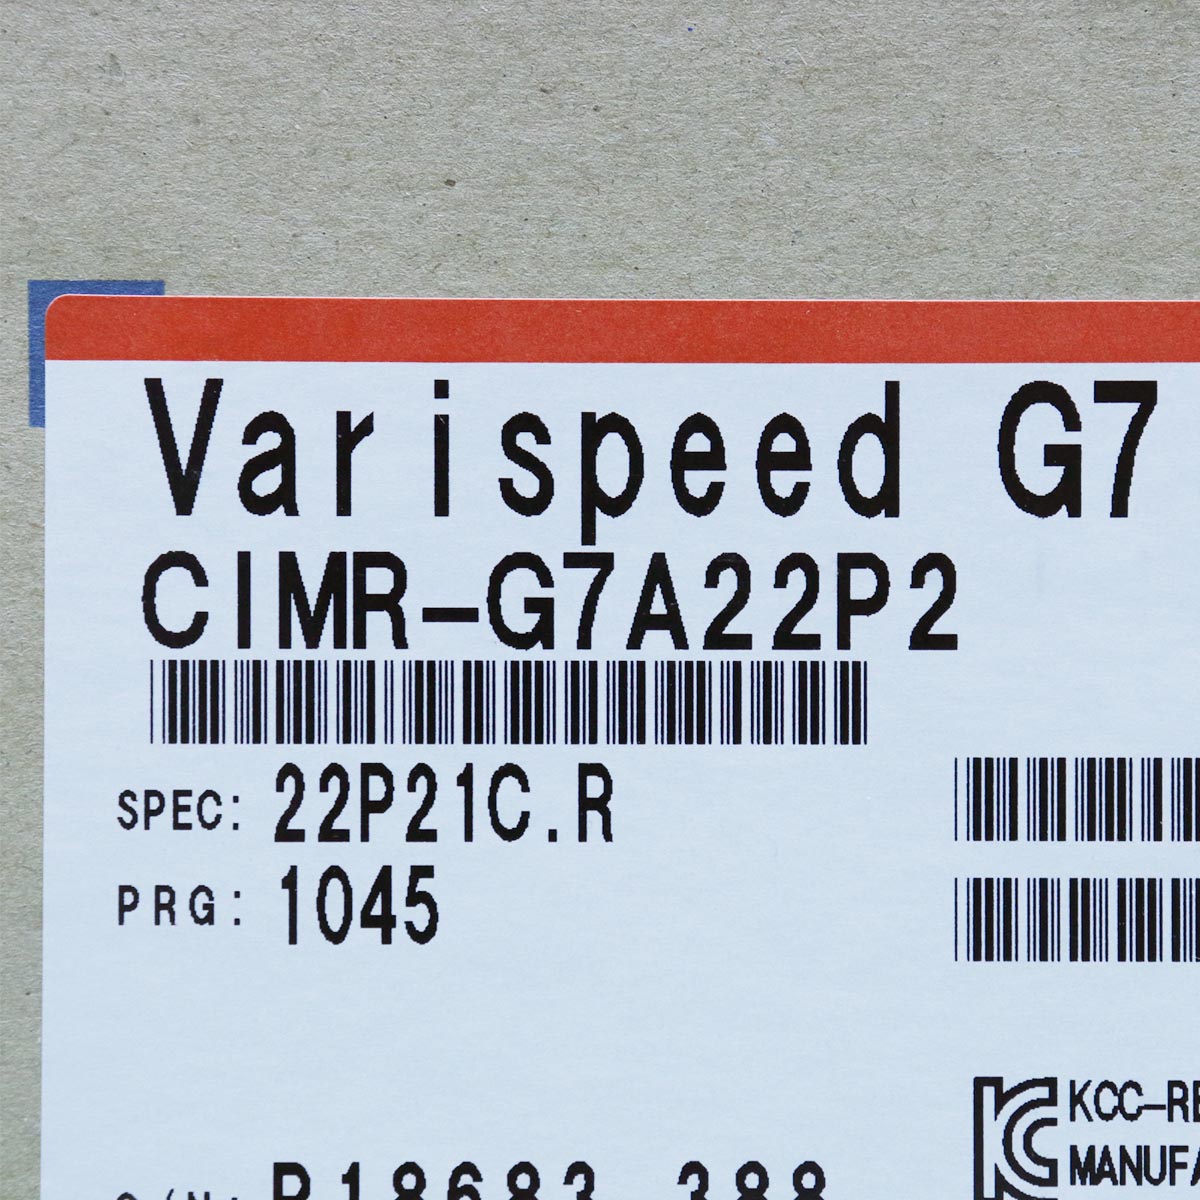 Varispeed G7
CIMR-G7A22P2
SPEC: 22P21C.R
PRG: 1045
KCC-RE
MANUFA